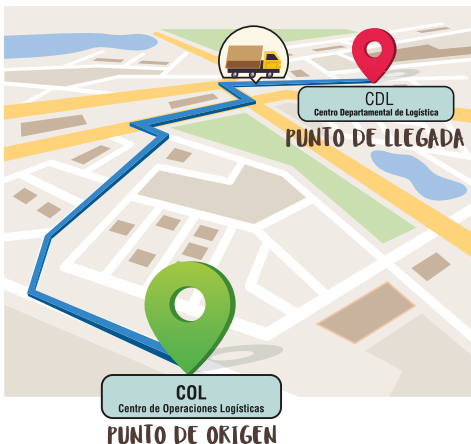 CDL
Centro Departamental de Logística
PUNTO DE LLEGADA
COL
Centro de Operaciones Logísticas
PUNTO DE ORIGEN